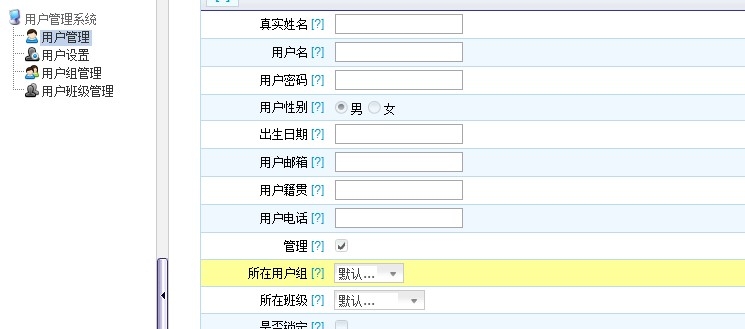 用户管理系统
用户管理
用户设置
用户组管理
用户班级管理
真实姓名 [?]
用户名 [?]
用户密码 [?]
用户性别 [?] 男 女
出生日期 [?]
用户邮箱 [?]
用户籍贯 [?]
用户电话 [?]
管理 [?]
所在用户组 [?] 默认...
所在班级 [?] 默认...
是否锁定 [?]